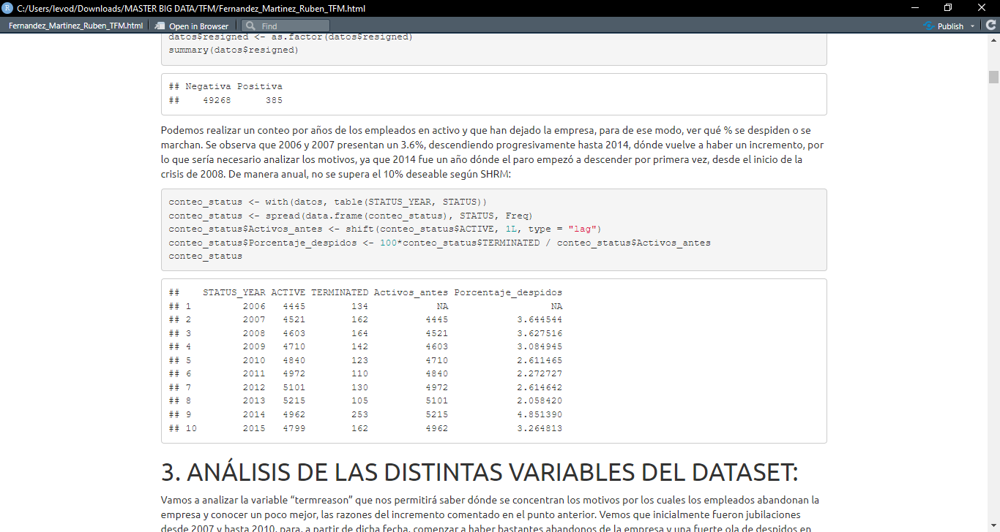 C:/Users/levod/Downloads/MASTER BIG DATA/TFM/Fernandez_Martinez_Ruben_TFM.html
Fernandez_Martinez_Ruben_TFM.html Open in Browser Find Publish
datos$resigned <- as.factor(datos$resigned)
summary(datos$resigned)
## Negativa Positiva
## 49268 385
Podemos realizar un conteo por años de los empleados en activo y que han dejado la empresa, para de ese modo, ver qué % se despiden o se
marchan. Se observa que 2006 y 2007 presentan un 3.6%, descendiendo progresivamente hasta 2014, dónde vuelve a haber un incremento, por
lo que sería necesario analizar los motivos, ya que 2014 fue un año dónde el paro empezó a descender por primera vez, desde el inicio de la
crisis de 2008. De manera anual, no se supera el 10% deseable según SHRM:
conteo_status <- with(datos, table(STATUS_YEAR, STATUS))
conteo_status <- spread(data.frame(conteo_status), STATUS, Freq)
conteo_status$Activos_antes <- shift(conteo_status$ACTIVE, 1L, type = "lag")
conteo_status$Porcentaje_despidos <- 100*conteo_status$TERMINATED / conteo_status$Activos_antes
conteo_status
## STATUS_YEAR ACTIVE TERMINATED Activos_antes Porcentaje_despidos
## 1 2006 4445 134 NA NA
## 2 2007 4521 162 4445 3.644544
## 3 2008 4603 164 4521 3.627516
## 4 2009 4710 142 4603 3.084945
## 5 2010 4840 123 4710 2.611465
## 6 2011 4972 110 4840 2.272727
## 7 2012 5101 130 4972 2.614642
## 8 2013 5215 105 5101 2.058420
## 9 2014 4962 253 5215 4.851390
## 10 2015 4799 162 4962 3.264813
3. ANÁLISIS DE LAS DISTINTAS VARIABLES DEL DATASET:
Vamos a analizar la variable “termreason” que nos permitirá saber dónde se concentran los motivos por los cuales los empleados abandonan la
empresa y conocer un poco mejor, las razones del incremento comentado en el punto anterior. Vemos que inicialmente fueron jubilaciones
desde 2007 y hasta 2010, para, a partir de dicha fecha, comenzar a haber bastantes abandonos de la empresa y una fuerte ola de despidos en